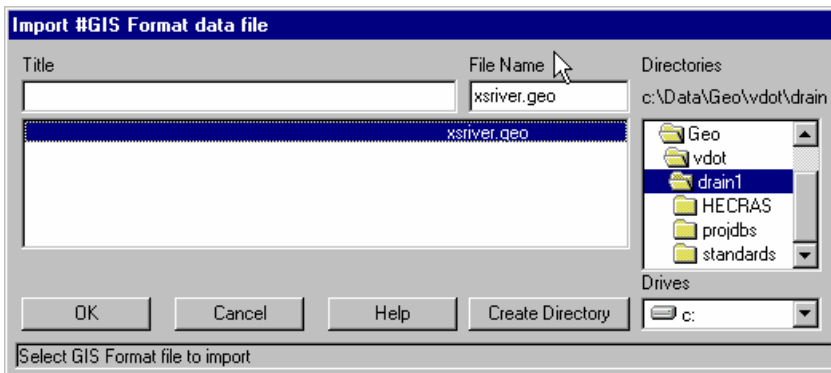 Import #GIS Format data file
Title
File Name
Directories
xsriver.geo
c:\Data\Geo\vdot\drain
xsriver.geo
Geo
vdot
drain1
HECRAS
projdbs
standards
Drives
OK
Cancel
Help
Create Directory
c:
Select GIS Format file to import